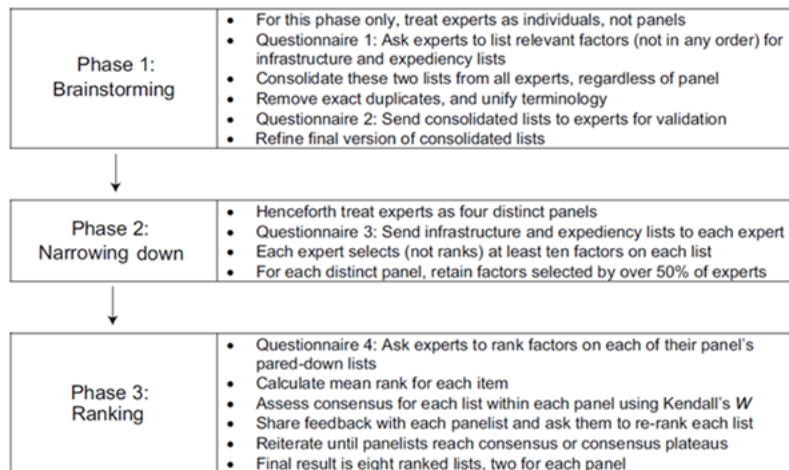 • For this phase only, treat experts as individuals, not panels
Phase 1:
Brainstorming
• Questionnaire 1: Ask experts to list relevant factors (not in any order) for
infrastructure and expediency lists
• Consolidate these two lists from all experts, regardless of panel
• Remove exact duplicates, and unify terminology
• Questionnaire 2: Send consolidated lists to experts for validation
• Refine final version of consolidated lists
Phase 2:
Narrowing down
• Henceforth treat experts as four distinct panels
• Questionnaire 3: Send infrastructure and expediency lists to each expert
• Each expert selects (not ranks) at least ten factors on each list
• For each distinct panel, retain factors selected by over 50% of experts
Phase 3:
Ranking
• Questionnaire 4: Ask experts to rank factors on each of their panel's
pared-down lists
• Calculate mean rank for each item
• Assess consensus for each list within each panel using Kendall's W
• Share feedback with each panelist and ask them to re-rank each list
• Reiterate until panelists reach consensus or consensus plateaus
• Final result is eight ranked lists, two for each panel